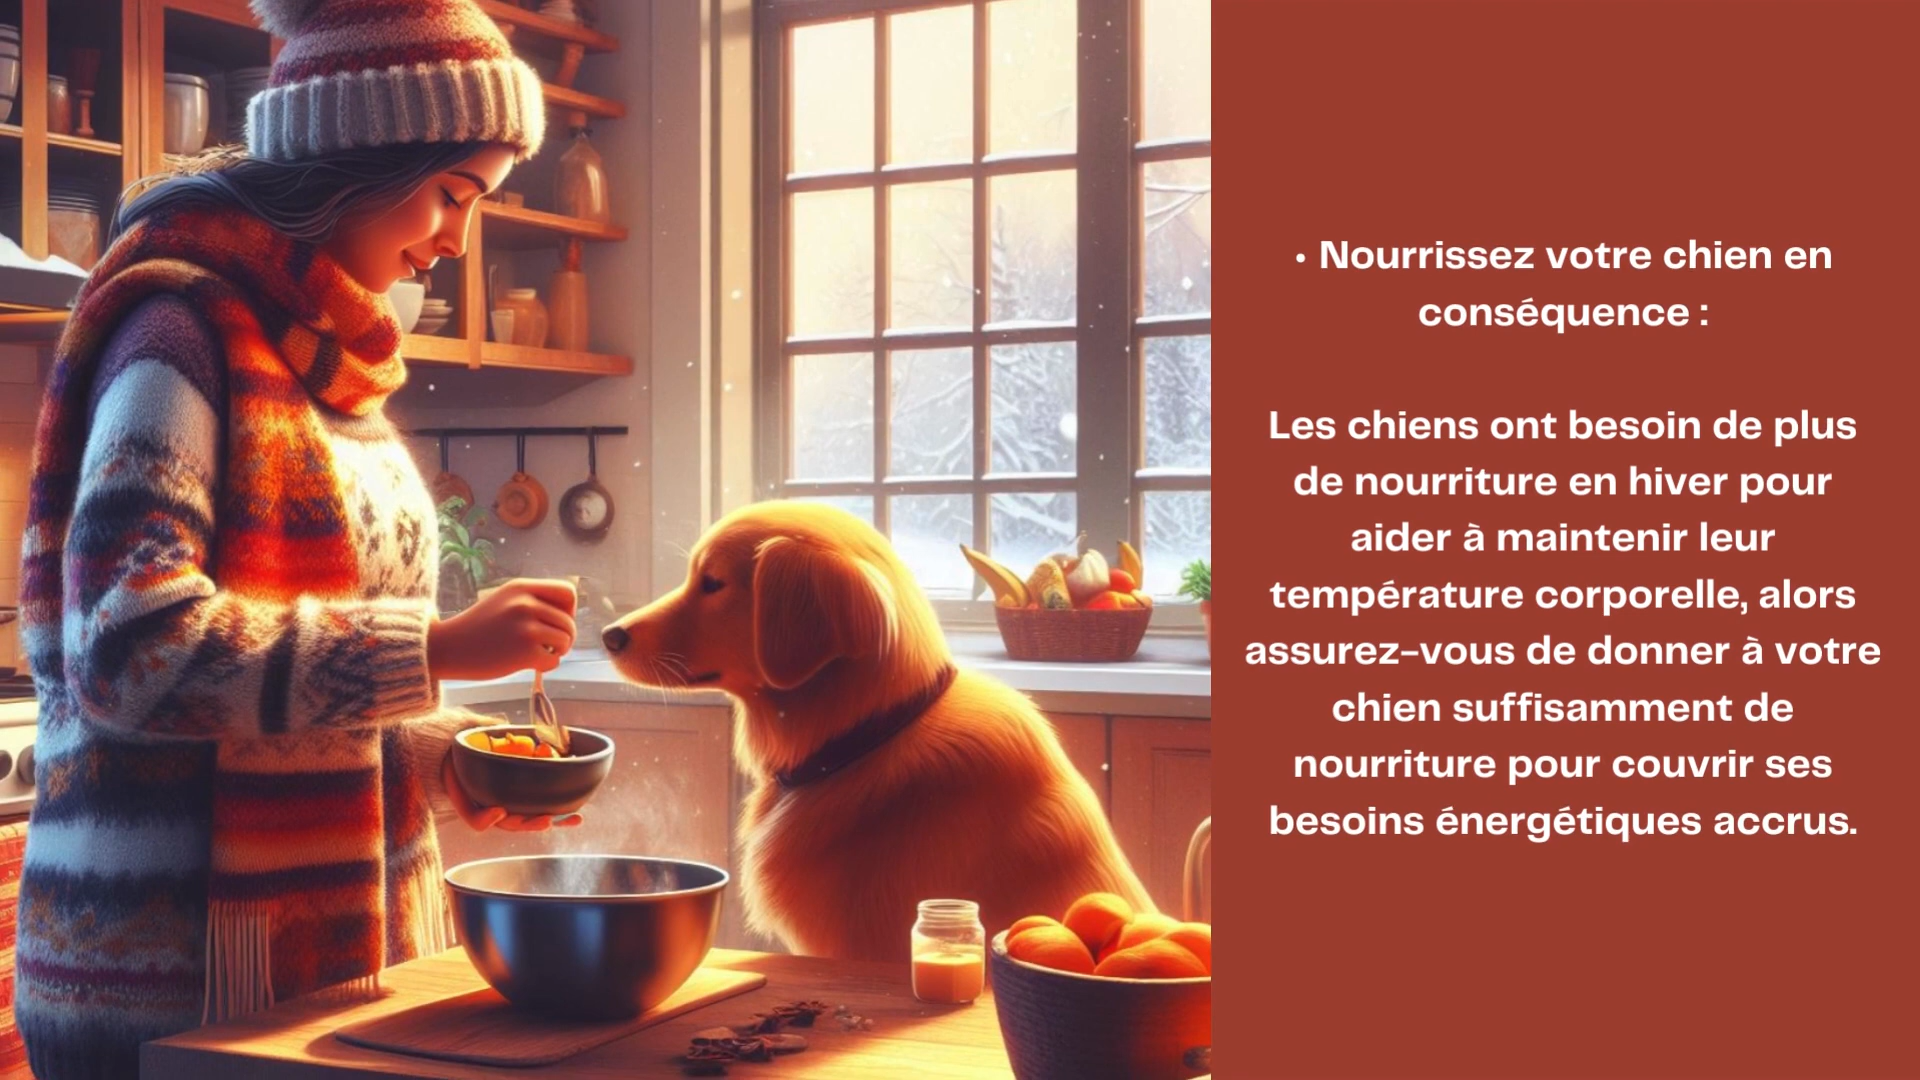 • Nourrissez votre chien en
conséquence :
Les chiens ont besoin de plus
de nourriture en hiver pour
aider à maintenir leur
température corporelle, alors
assurez-vous de donner à votre
chien suffisamment de
nourriture pour couvrir ses
besoins énergétiques accrus.